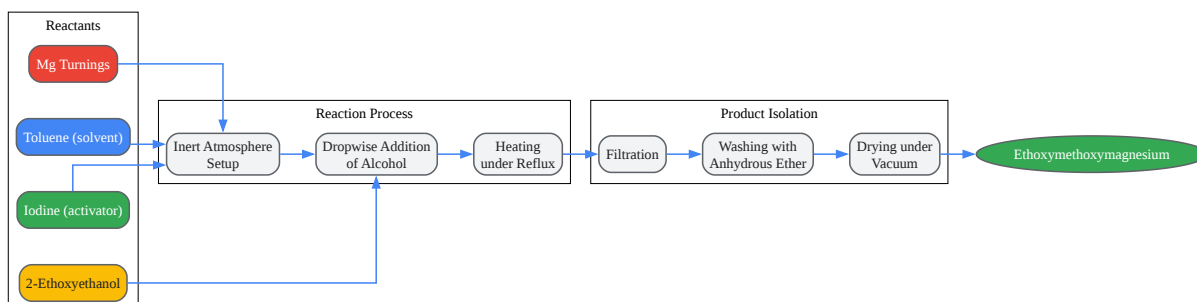 Reactants
Mg Turnings
Toluene (solvent)
Iodine (activator)
2-Ethoxyethanol
Reaction Process
Inert Atmosphere
Setup
Dropwise Addition
of Alcohol
Heating
under Reflux
Product Isolation
Filtration
Washing with
Anhydrous Ether
Drying under
Vacuum
Ethoxymethoxymagnesium